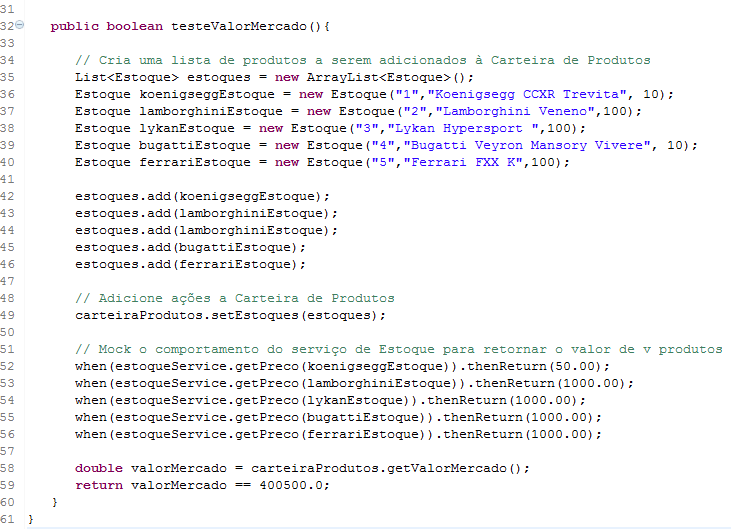 31
32 public boolean testeValorMercado(){
33
34 // Cria uma lista de produtos a serem adicionados à Carteira de Produtos
35 List<Estoque> estoques = new ArrayList<Estoque>();
36 Estoque koenigseggEstoque = new Estoque("1","Koenigsegg CCXR Trevita", 10);
37 Estoque lamborghiniEstoque = new Estoque("2","Lamborghini Veneno",100);
38 Estoque lykanEstoque = new Estoque("3","Lykan Hypersport ",100);
39 Estoque bugattiEstoque = new Estoque("4","Bugatti Veyron Mansory Vivere", 10);
40 Estoque ferrariEstoque = new Estoque("5","Ferrari FXX K",100);
41
42 estoques.add(koenigseggEstoque);
43 estoques.add(lamborghiniEstoque);
44 estoques.add(lamborghiniEstoque);
45 estoques.add(bugattiEstoque);
46 estoques.add(ferrariEstoque);
47
48 // Adicione ações a Carteira de Produtos
49 carteiraProdutos.setEstoques(estoques);
50
51 // Mock o comportamento do serviço de Estoque para retornar o valor de v produtos
52 when(estoqueService.getPreco(koenigseggEstoque)).thenReturn(50.00);
53 when(estoqueService.getPreco(lamborghiniEstoque)).thenReturn(1000.00);
54 when(estoqueService.getPreco(lykanEstoque)).thenReturn(1000.00);
55 when(estoqueService.getPreco(bugattiEstoque)).thenReturn(1000.00);
56 when(estoqueService.getPreco(ferrariEstoque)).thenReturn(1000.00);
57
58 double valorMercado = carteiraProdutos.getValorMercado();
59 return valorMercado == 400500.0;
60 }
61 }